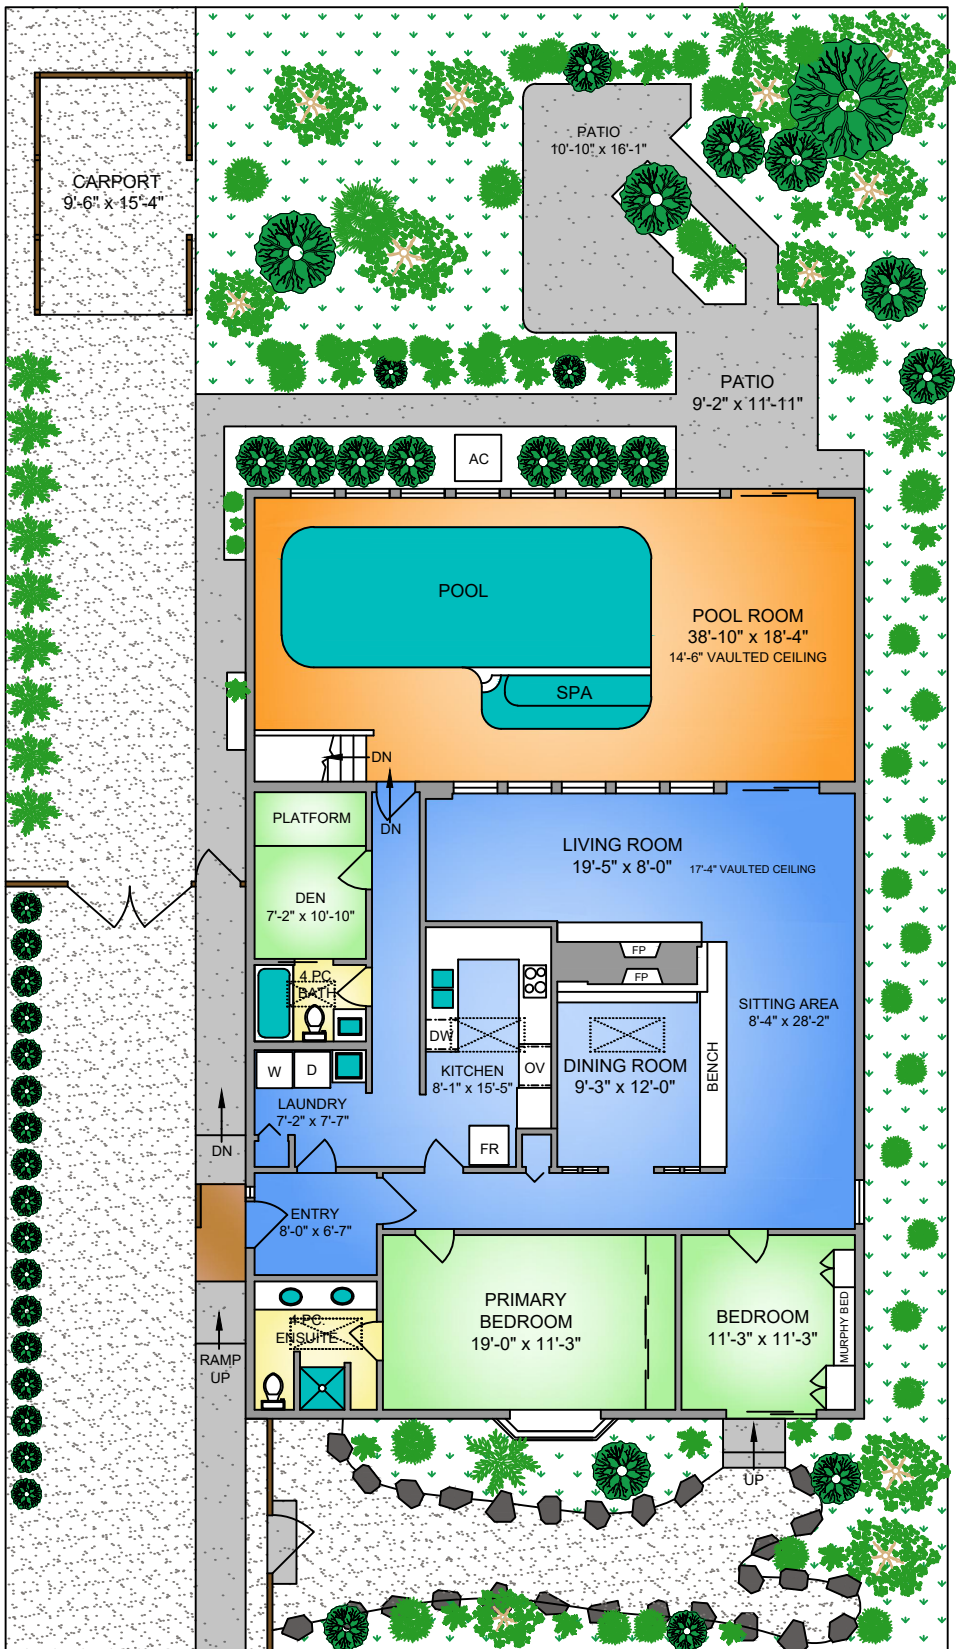 PATIO
10'-10" x 16'-1"
CARPORT
9'-6" x 15'-4"
PATIO
9'-2" x 11'-11"
AC
POOL
POOL ROOM
38'-10" x 18'-4"
14'-6" VAULTED CEILING
SPA
DN
DN
PLATFORM
LIVING ROOM
19'-5" x 8'-0"
17'-4" VAULTED CEILING
DEN
7'-2" x 10'-10"
FP
FP
4 PC.
BATH
SITTING AREA
8'-4" x 28'-2"
DW
KITCHEN
8'-1" x 15'-5"
OV
DINING ROOM
9'-3" x 12'-0"
BENCH
W
D
LAUNDRY
7'-2" x 7'-7"
FR
DN
ENTRY
8'-0" x 6'-7"
PRIMARY
BEDROOM
19'-0" x 11'-3"
BEDROOM
11'-3" x 11'-3"
MURPHY BED
4 PC.
ENSUITE
RAMP
UP
UP